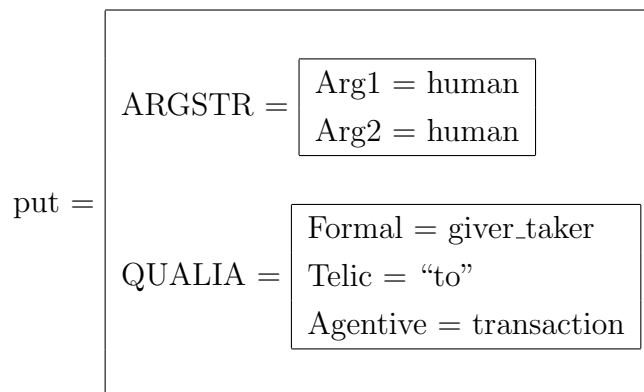 put =
ARGSTR =
Arg1 = human
Arg2 = human
QUALIA =
Formal = giver_taker
Telic = “to”
Agentive = transaction